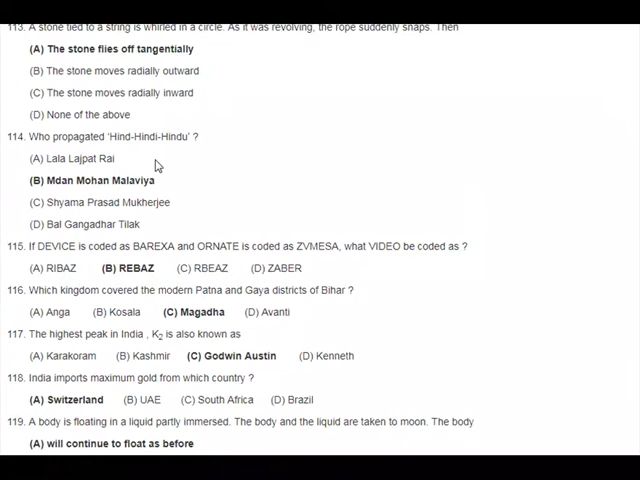 113. A stone tied to a string is whirled in a circle. As it was revolving, the rope suddenly snaps. Then
(A) The stone flies off tangentially
(B) The stone moves radially outward
(C) The stone moves radially inward
(D) None of the above
114. Who propagated ‘Hind-Hindi-Hindu’ ?
(A) Lala Lajpat Rai
(B) Mdan Mohan Malaviya
(C) Shyama Prasad Mukherjee
(D) Bal Gangadhar Tilak
115. If DEVICE is coded as BAREXA and ORNATE is coded as ZVMESA, what VIDEO be coded as ?
(A) RIBAZ (B) REBAZ (C) RBEAZ (D) ZABER
116. Which kingdom covered the modern Patna and Gaya districts of Bihar ?
(A) Anga (B) Kosala (C) Magadha (D) Avanti
117. The highest peak in India , K2 is also known as
(A) Karakoram (B) Kashmir (C) Godwin Austin (D) Kenneth
118. India imports maximum gold from which country ?
(A) Switzerland (B) UAE (C) South Africa (D) Brazil
119. A body is floating in a liquid partly immersed. The body and the liquid are taken to moon. The body
(A) will continue to float as before